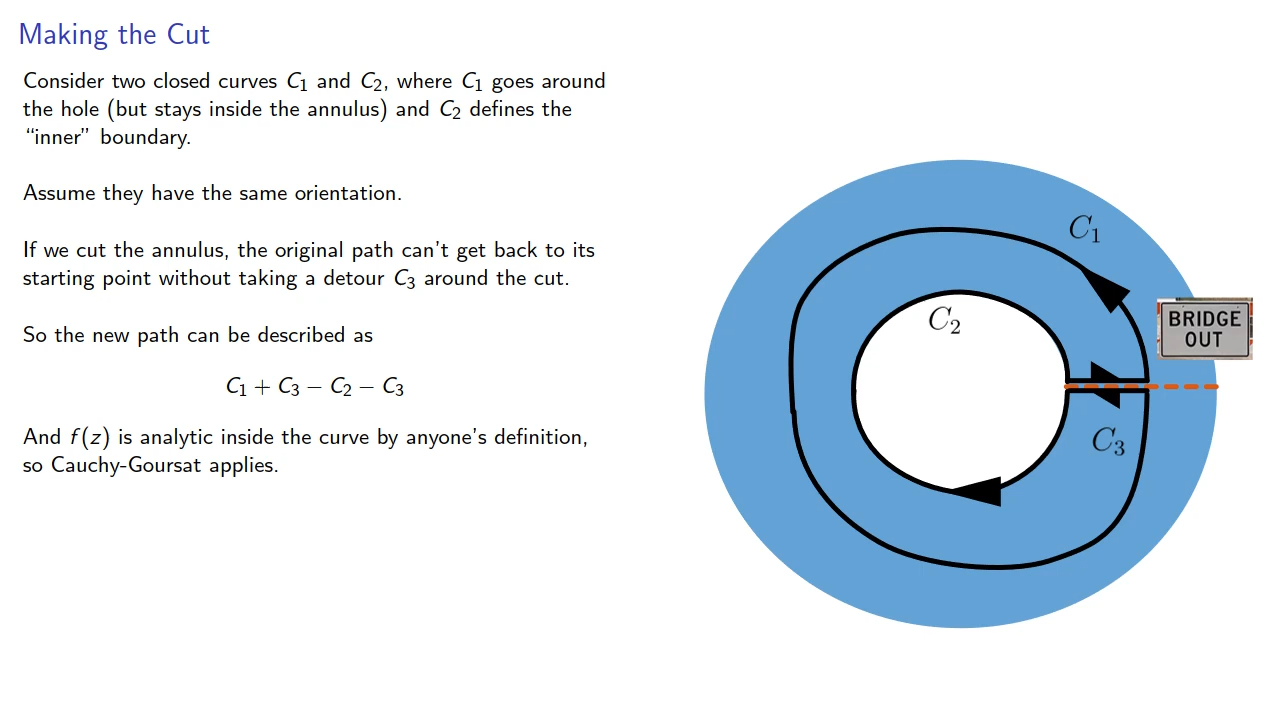 Making the Cut
Consider two closed curves C₁ and C₂, where C₁ goes around
the hole (but stays inside the annulus) and C₂ defines the
“inner” boundary.
Assume they have the same orientation.
If we cut the annulus, the original path can’t get back to its
starting point without taking a detour C₃ around the cut.
So the new path can be described as
C₁ + C₃ − C₂ − C₃
And f(z) is analytic inside the curve by anyone’s definition,
so Cauchy-Goursat applies.
C₁
C₂
BRIDGE
OUT
C₃